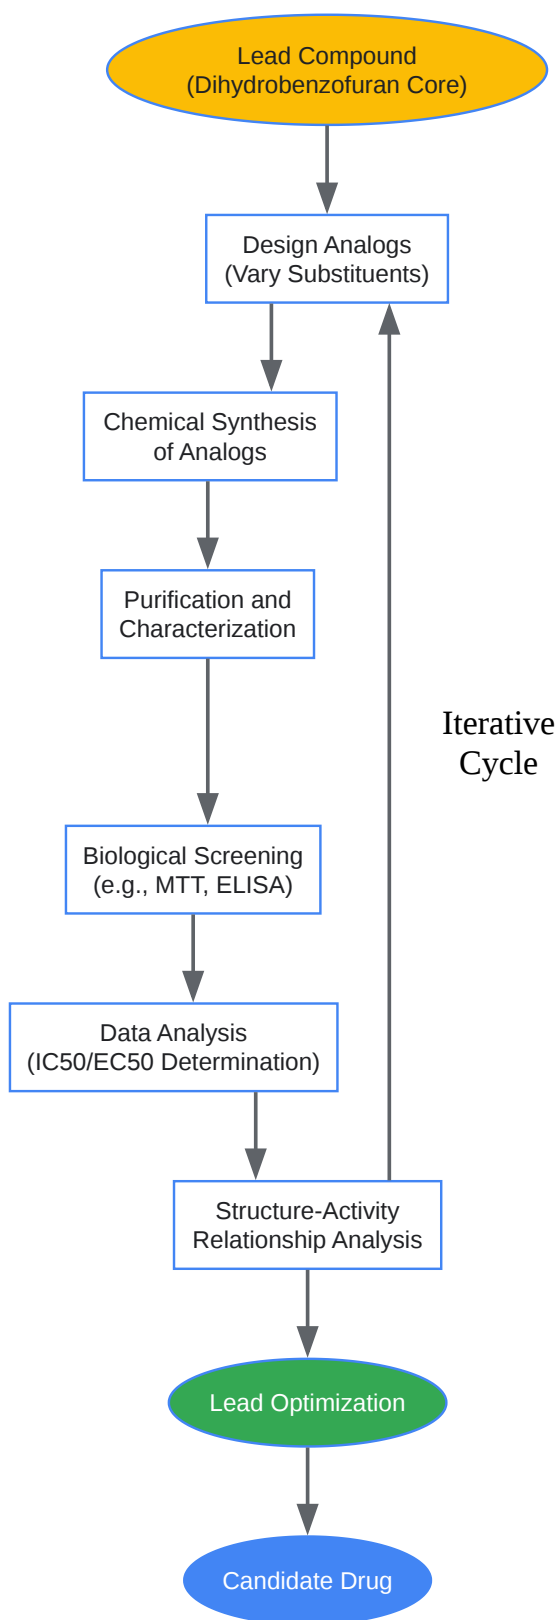 Lead Compound
(Dihydrobenzofuran Core)
Design Analogs
(Vary Substituents)
Chemical Synthesis
of Analogs
Purification and
Characterization
Iterative
Cycle
Biological Screening
(e.g., MTT, ELISA)
Data Analysis
(IC50/EC50 Determination)
Structure-Activity
Relationship Analysis
Lead Optimization
Candidate Drug